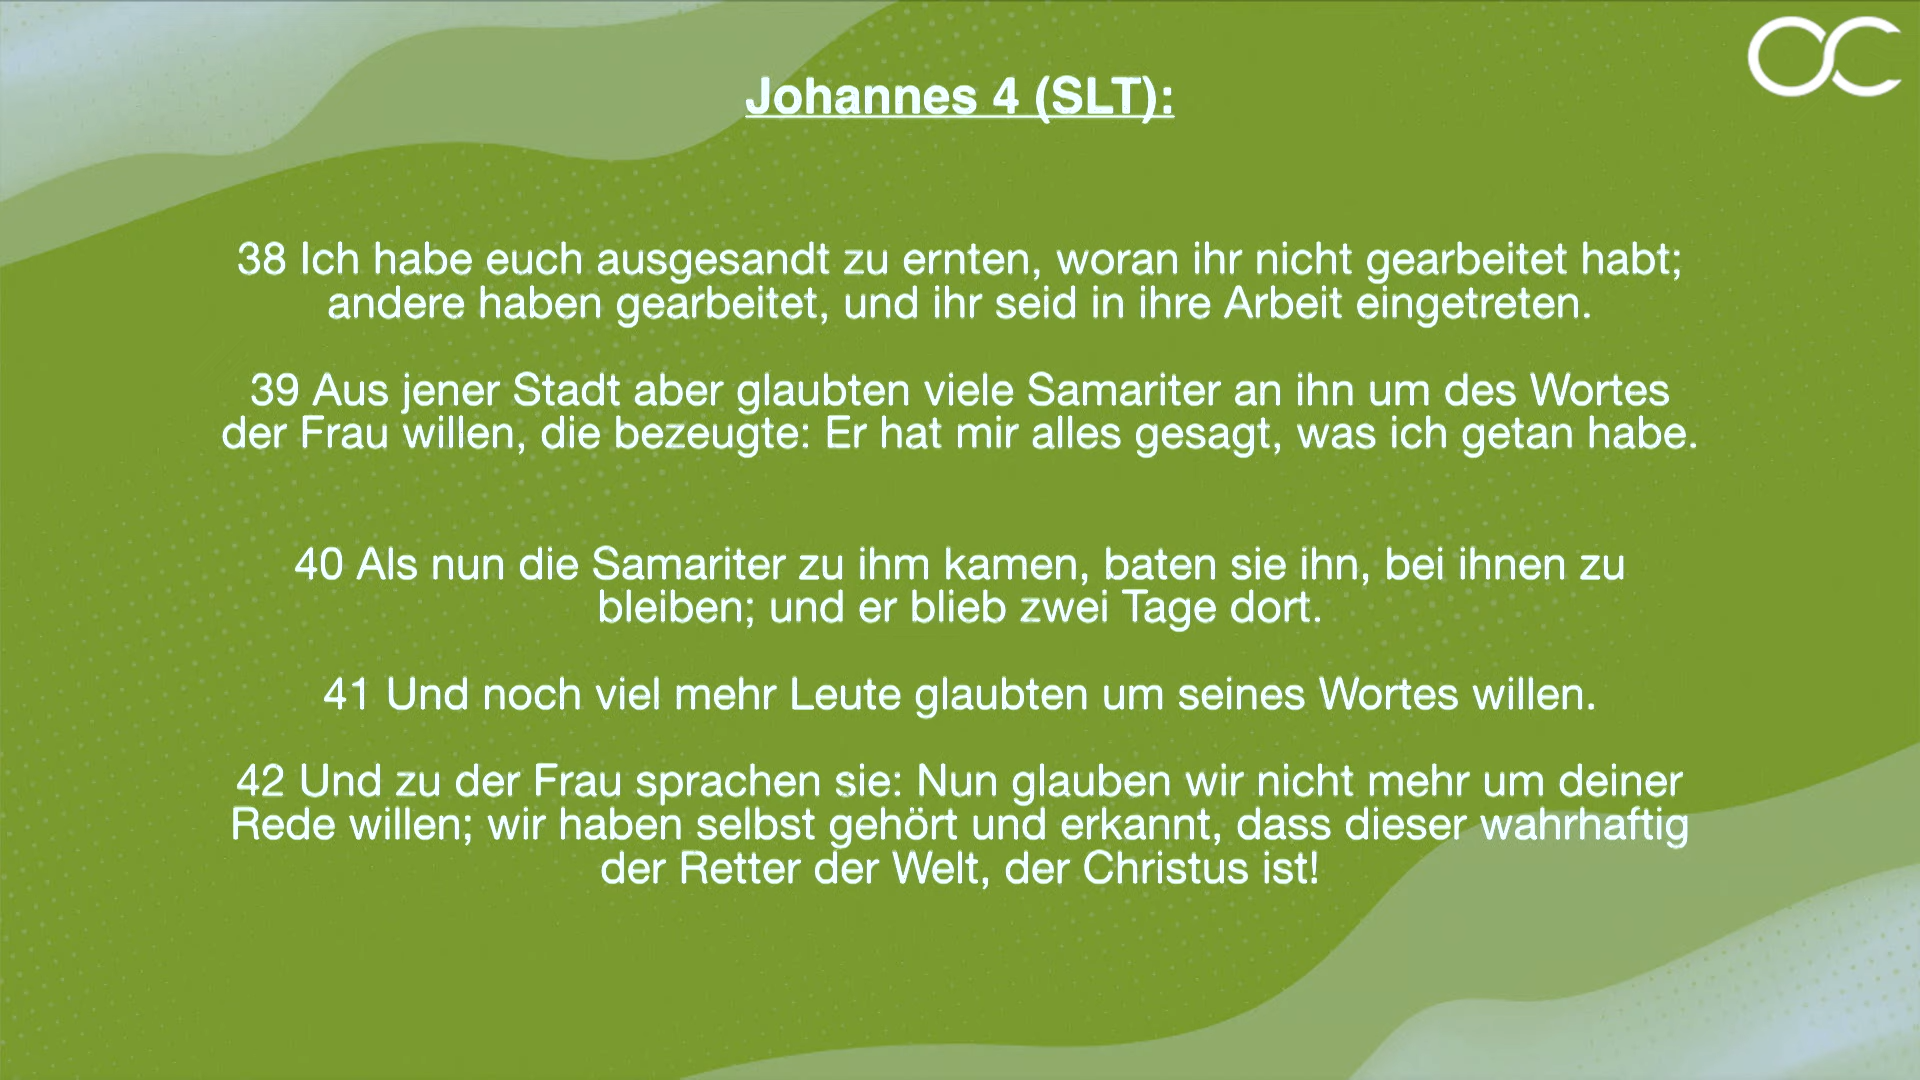 OC
Johannes 4 (SLT):
38 Ich habe euch ausgesandt zu ernten, woran ihr nicht gearbeitet habt;
andere haben gearbeitet, und ihr seid in ihre Arbeit eingetreten.
39 Aus jener Stadt aber glaubten viele Samariter an ihn um des Wortes
der Frau willen, die bezeugte: Er hat mir alles gesagt, was ich getan habe.
40 Als nun die Samariter zu ihm kamen, baten sie ihn, bei ihnen zu
bleiben; und er blieb zwei Tage dort.
41 Und noch viel mehr Leute glaubten um seines Wortes willen.
42 Und zu der Frau sprachen sie: Nun glauben wir nicht mehr um deiner
Rede willen; wir haben selbst gehört und erkannt, dass dieser wahrhaftig
der Retter der Welt, der Christus ist!